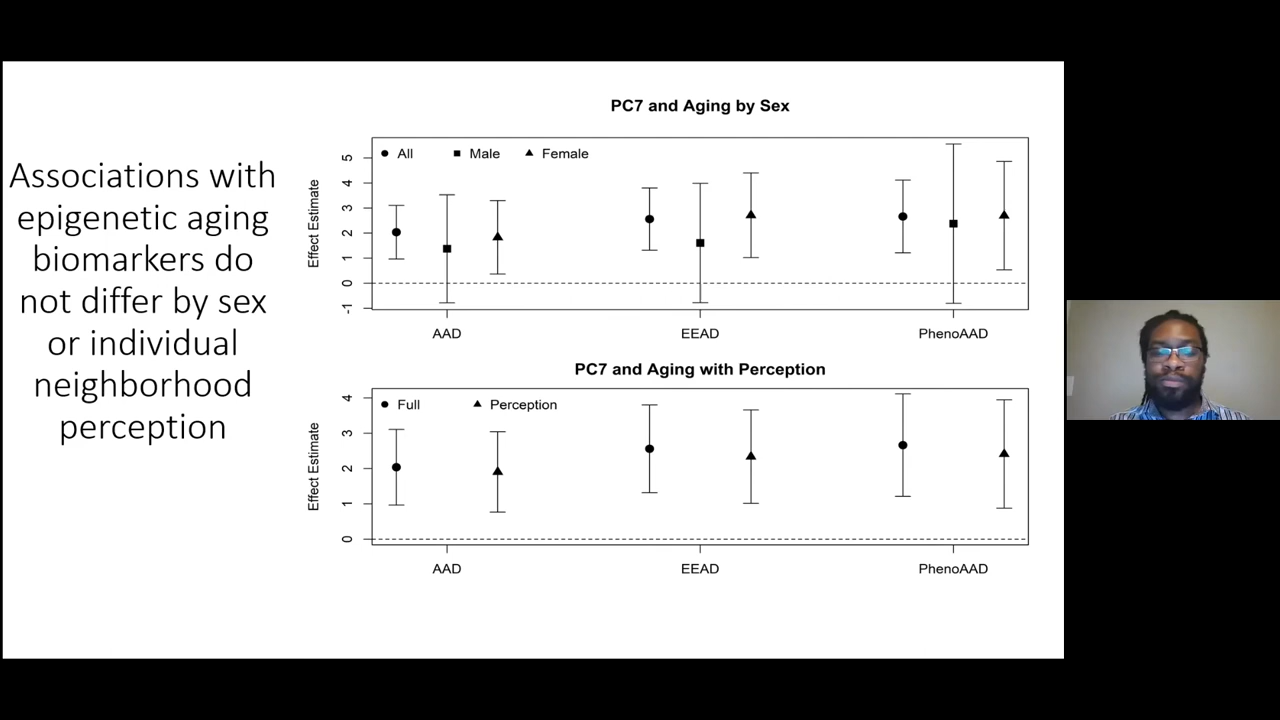 Associations with
epigenetic aging
biomarkers do
not differ by sex
or individual
neighborhood
perception
PC7 and Aging by Sex
All Male Female
Effect Estimate
5
4
3
2
1
0
-1
AAD EEAD PhenoAAD
PC7 and Aging with Perception
Full Perception
Effect Estimate
4
3
2
1
0
AAD EEAD PhenoAAD